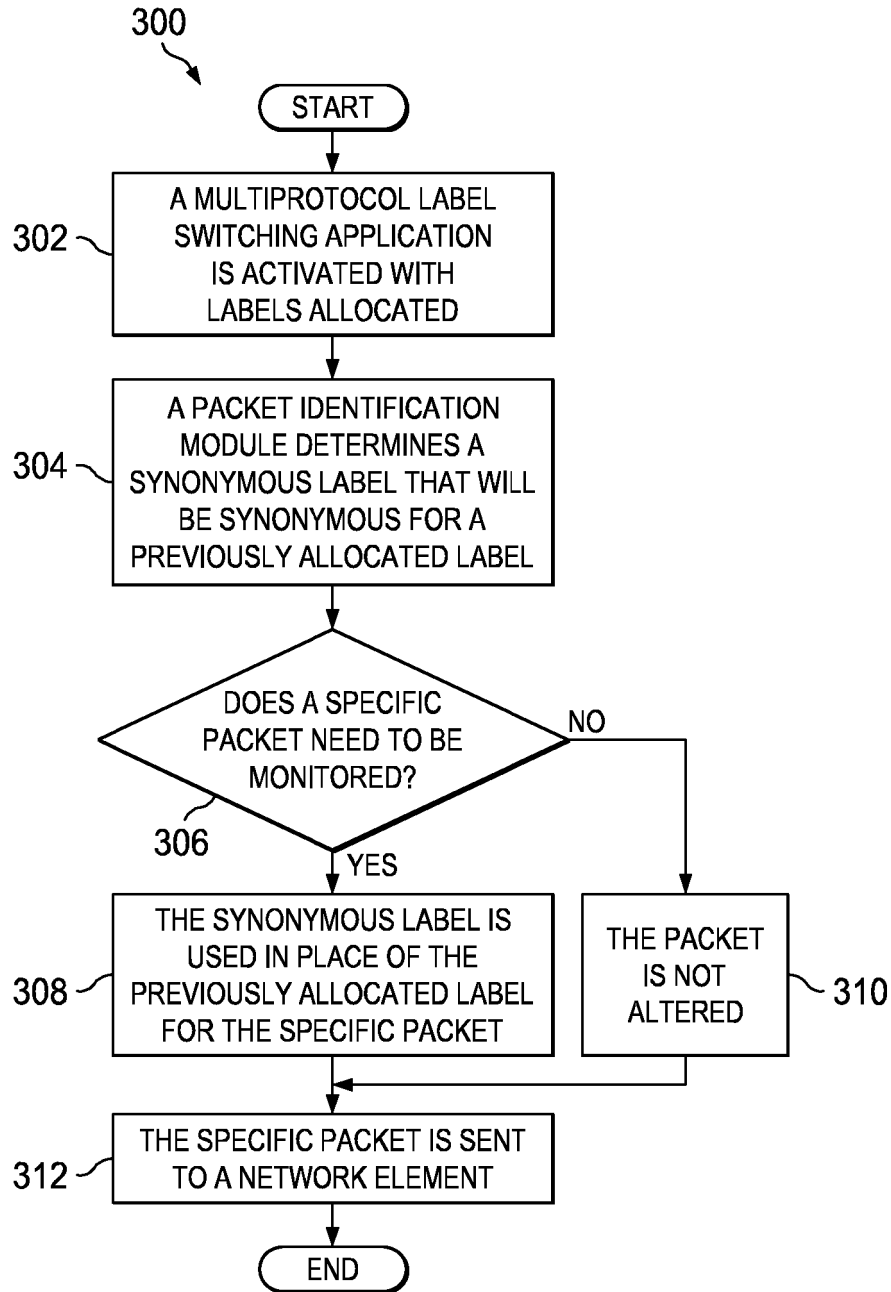 300
START
302
A MULTIPROTOCOL LABEL
SWITCHING APPLICATION
IS ACTIVATED WITH
LABELS ALLOCATED
304
A PACKET IDENTIFICATION
MODULE DETERMINES A
SYNONYMOUS LABEL THAT WILL
BE SYNONYMOUS FOR A
PREVIOUSLY ALLOCATED LABEL
DOES A SPECIFIC
PACKET NEED TO BE
MONITORED?
NO
306
YES
308
THE SYNONYMOUS LABEL IS
USED IN PLACE OF THE
PREVIOUSLY ALLOCATED LABEL
FOR THE SPECIFIC PACKET
THE PACKET
IS NOT
ALTERED
310
312
THE SPECIFIC PACKET IS SENT
TO A NETWORK ELEMENT
END